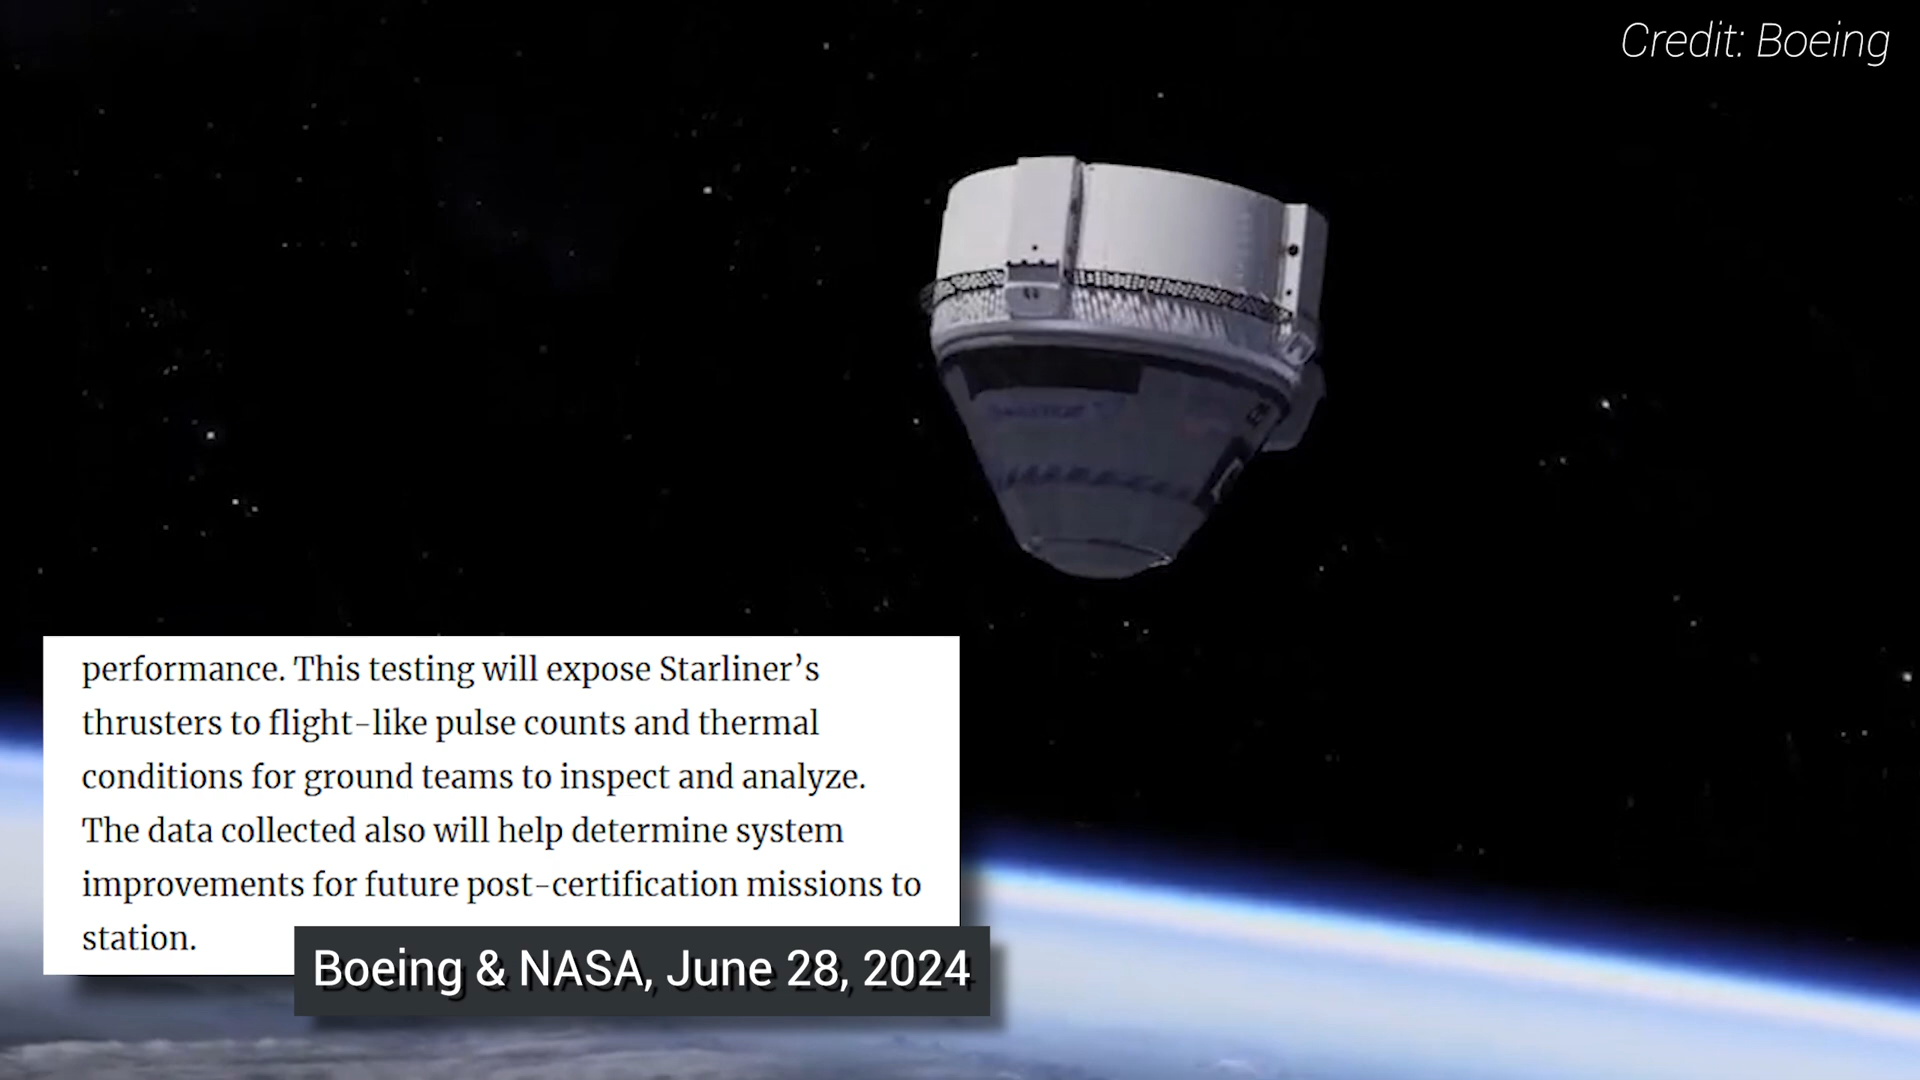 Credit: Boeing
performance. This testing will expose Starliner’s
thrusters to flight-like pulse counts and thermal
conditions for ground teams to inspect and analyze.
The data collected also will help determine system
improvements for future post-certification missions to
station.
Boeing & NASA, June 28, 2024